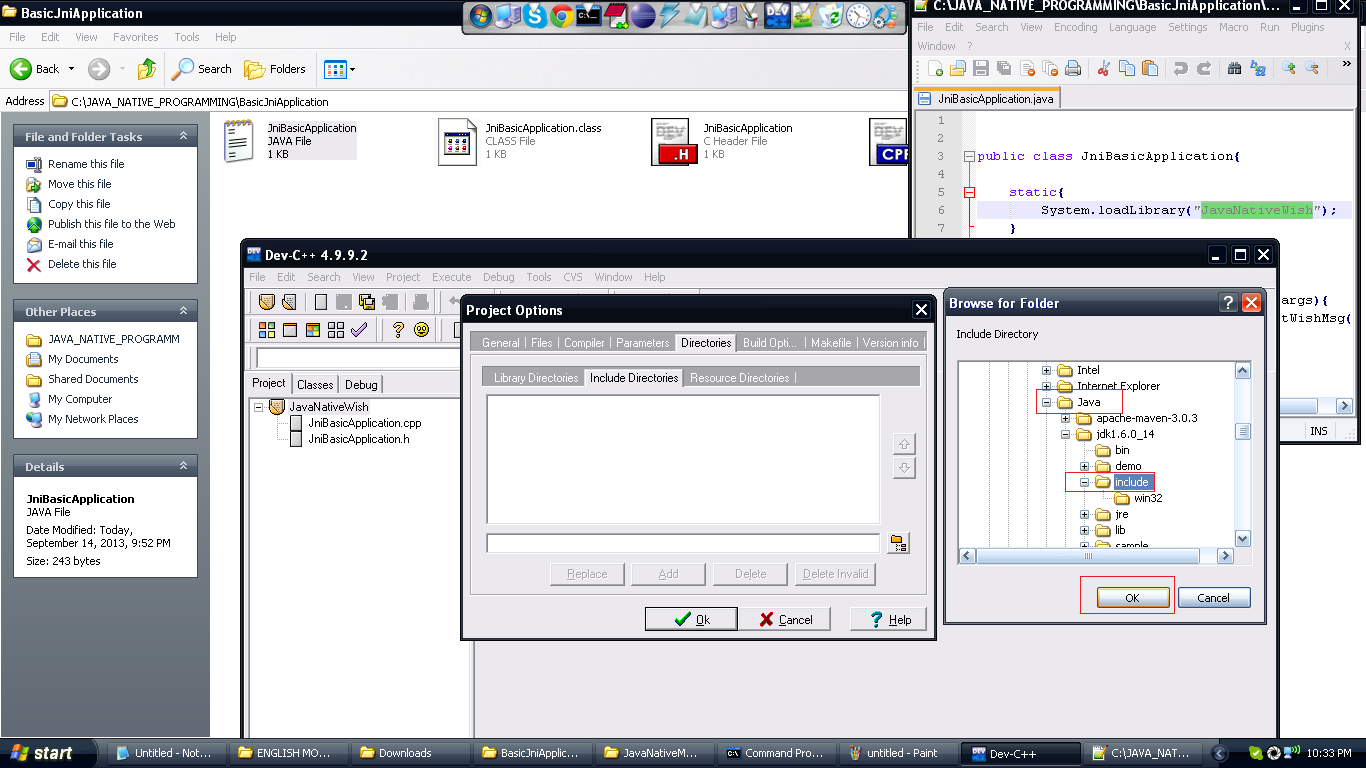 BasicJniApplication
File Edit View Favorites Tools Help
Back Search Folders
Address C:\JAVA_NATIVE_PROGRAMMING\BasicJniApplication
File and Folder Tasks
Rename this file
Move this file
Copy this file
Publish this file to the Web
E-mail this file
Delete this file
Other Places
JAVA_NATIVE_PROGRAMM
My Documents
Shared Documents
My Computer
My Network Places
Details
JniBasicApplication
JAVA File
Date Modified: Today,
September 14, 2013, 9:52 PM
Size: 243 bytes
JniBasicApplication
JAVA File
1 KB
JniBasicApplication.class
CLASS File
DEV
.H
JniBasicApplication
C Header File
1 KB
DEV
CPP
C:\JAVA_NATIVE_PROGRAMMING\BasicJniApplication\...
File Edit Search View Encoding Language Settings Macro Run Plugins
Window ? X
JniBasicApplication.java
1
2
3 public class JniBasicApplication{
4
5 static{
6 System.loadLibrary("JavaNativeWish");
7 }
args){
tWishMsg(
INS
Dev-C++ 4.9.9.2
File Edit Search View Project Execute Debug Tools CVS Window Help
Project Classes Debug
JavaNativeWish
JniBasicApplication.cpp
JniBasicApplication.h
Project Options
General Files Compiler Parameters Directories Build Opti... Makefile Version info
Library Directories Include Directories Resource Directories
Replace Add Delete Delete Invalid
Ok Cancel Help
Browse for Folder
Include Directory
Intel
Internet Explorer
Java
apache-maven-3.0.3
jdk1.6.0_14
bin
demo
include
win32
jre
lib
sample
OK Cancel
start Untitled - Not... ENGLISH MO... Downloads BasicJniApplic... JavaNativeM... Command Pro... untitled - Paint Dev-C++ C:\JAVA_NAT... 10:33 PM